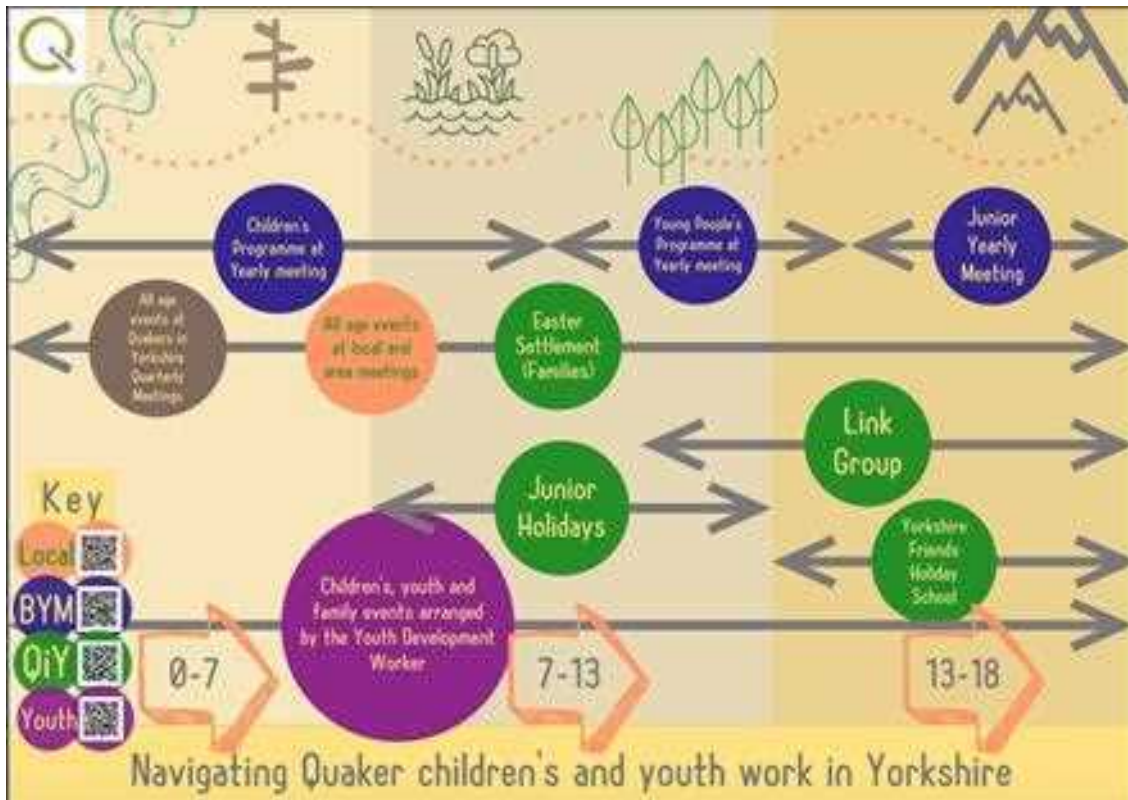 Children's
Programme at
Yearly meeting
Young People's
Programme at
Yearly meeting
Junior
Yearly
Meeting
All age
events at
Quakers in
Yorkshire
Quarterly
Meetings
All age events
at local and
area meetings
Easter
Settlement
(Families)
Link
Group
Junior
Holidays
Yorkshire
Friends
Holiday
School
Children's, youth and
family events arranged
by the Youth Development
Worker
Key
Local
BYM
QiY
Youth
0-7
7-13
13-18
Navigating Quaker children's and youth work in Yorkshire